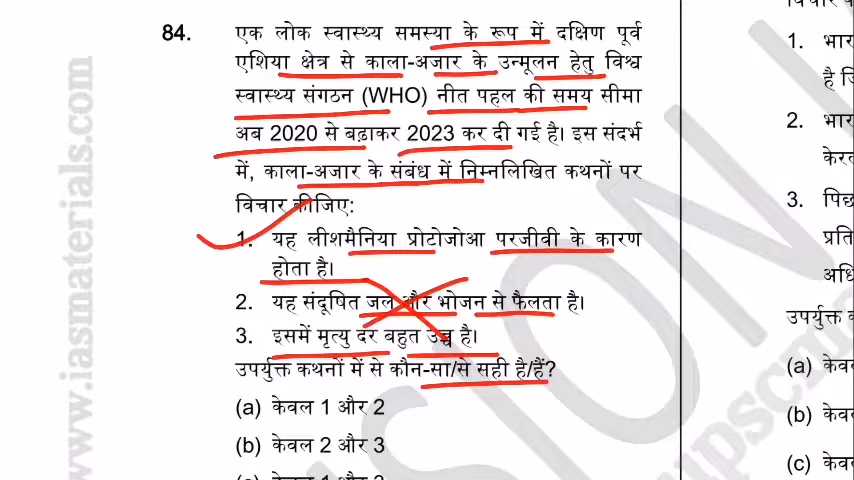 84. एक लोक स्वास्थ्य समस्या के रूप में दक्षिण पूर्व
एशिया क्षेत्र से काला-अजार के उन्मूलन हेतु विश्व
स्वास्थ्य संगठन (WHO) नीत पहल की समय सीमा
अब 2020 से बढ़ाकर 2023 कर दी गई है। इस संदर्भ
में, काला-अजार के संबंध में निम्नलिखित कथनों पर
विचार कीजिए:
1. यह लीशमैनिया प्रोटोजोआ परजीवी के कारण
होता है।
2. यह संदूषित जल और भोजन से फैलता है।
3. इसमें मृत्यु दर बहुत उच्च है।
उपर्युक्त कथनों में से कौन-सा/से सही है/हैं?
(a) केवल 1 और 2
(b) केवल 2 और 3
1. भार
है जि
2. भार
केरल
3. पिछ
प्रति
अधि
उपर्युक्त क
(a) केव
(b) केव
(c) केव
www.iasmaterials.com
VISION I